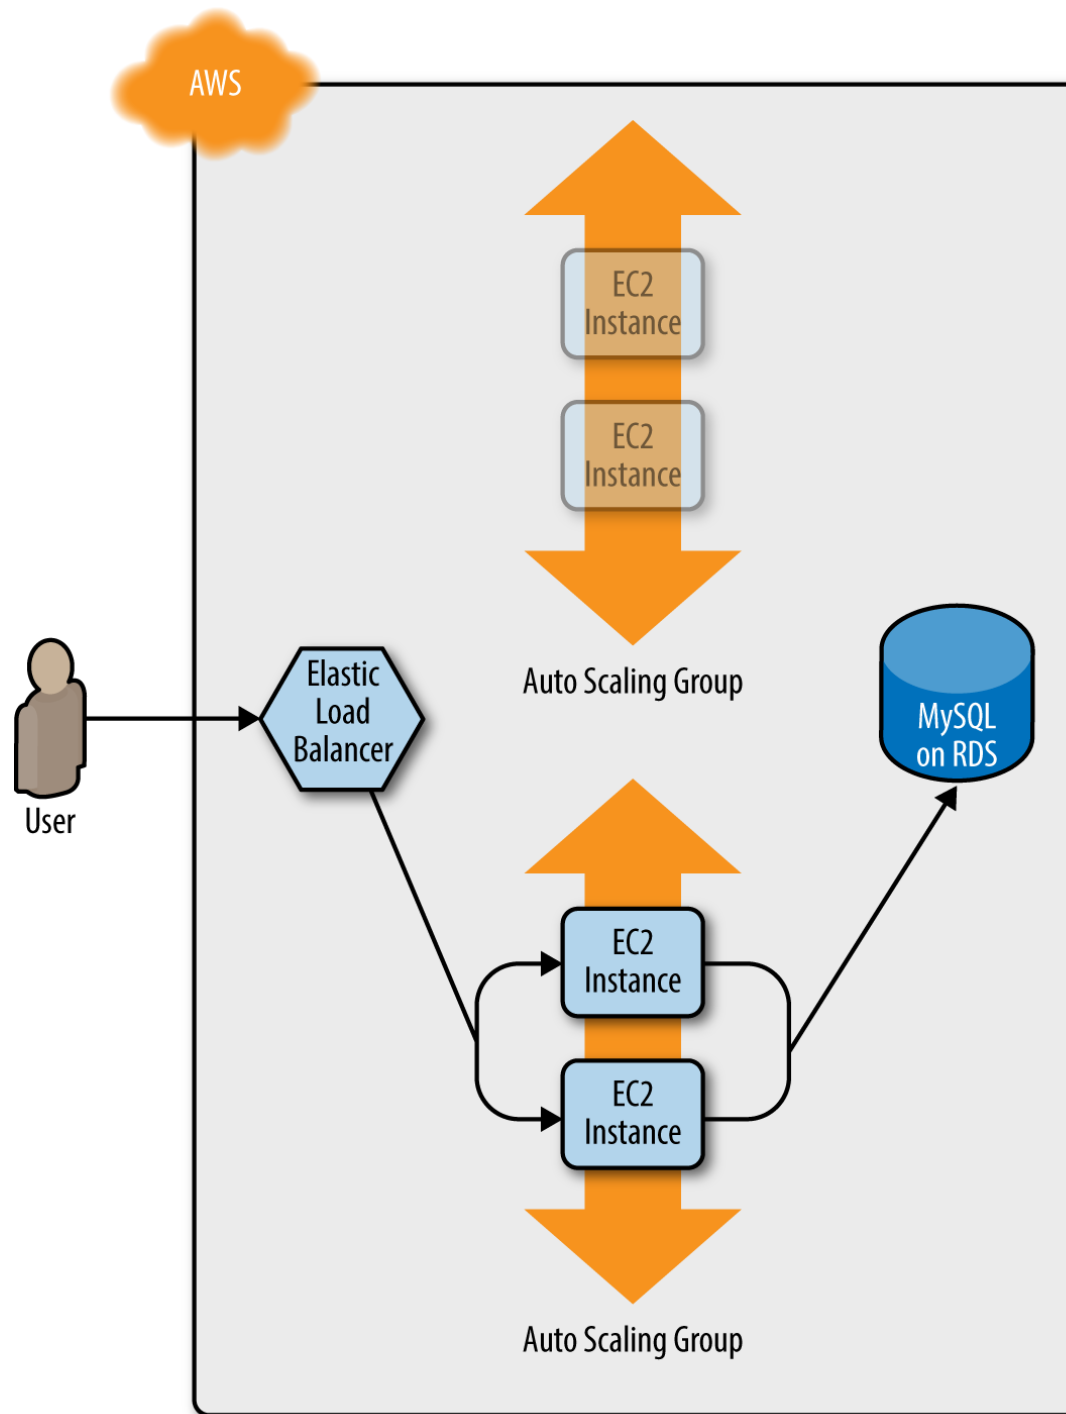 AWS
EC2
Instance
EC2
Instance
Auto Scaling Group
Elastic
Load
Balancer
User
MySQL
on RDS
EC2
Instance
EC2
Instance
Auto Scaling Group